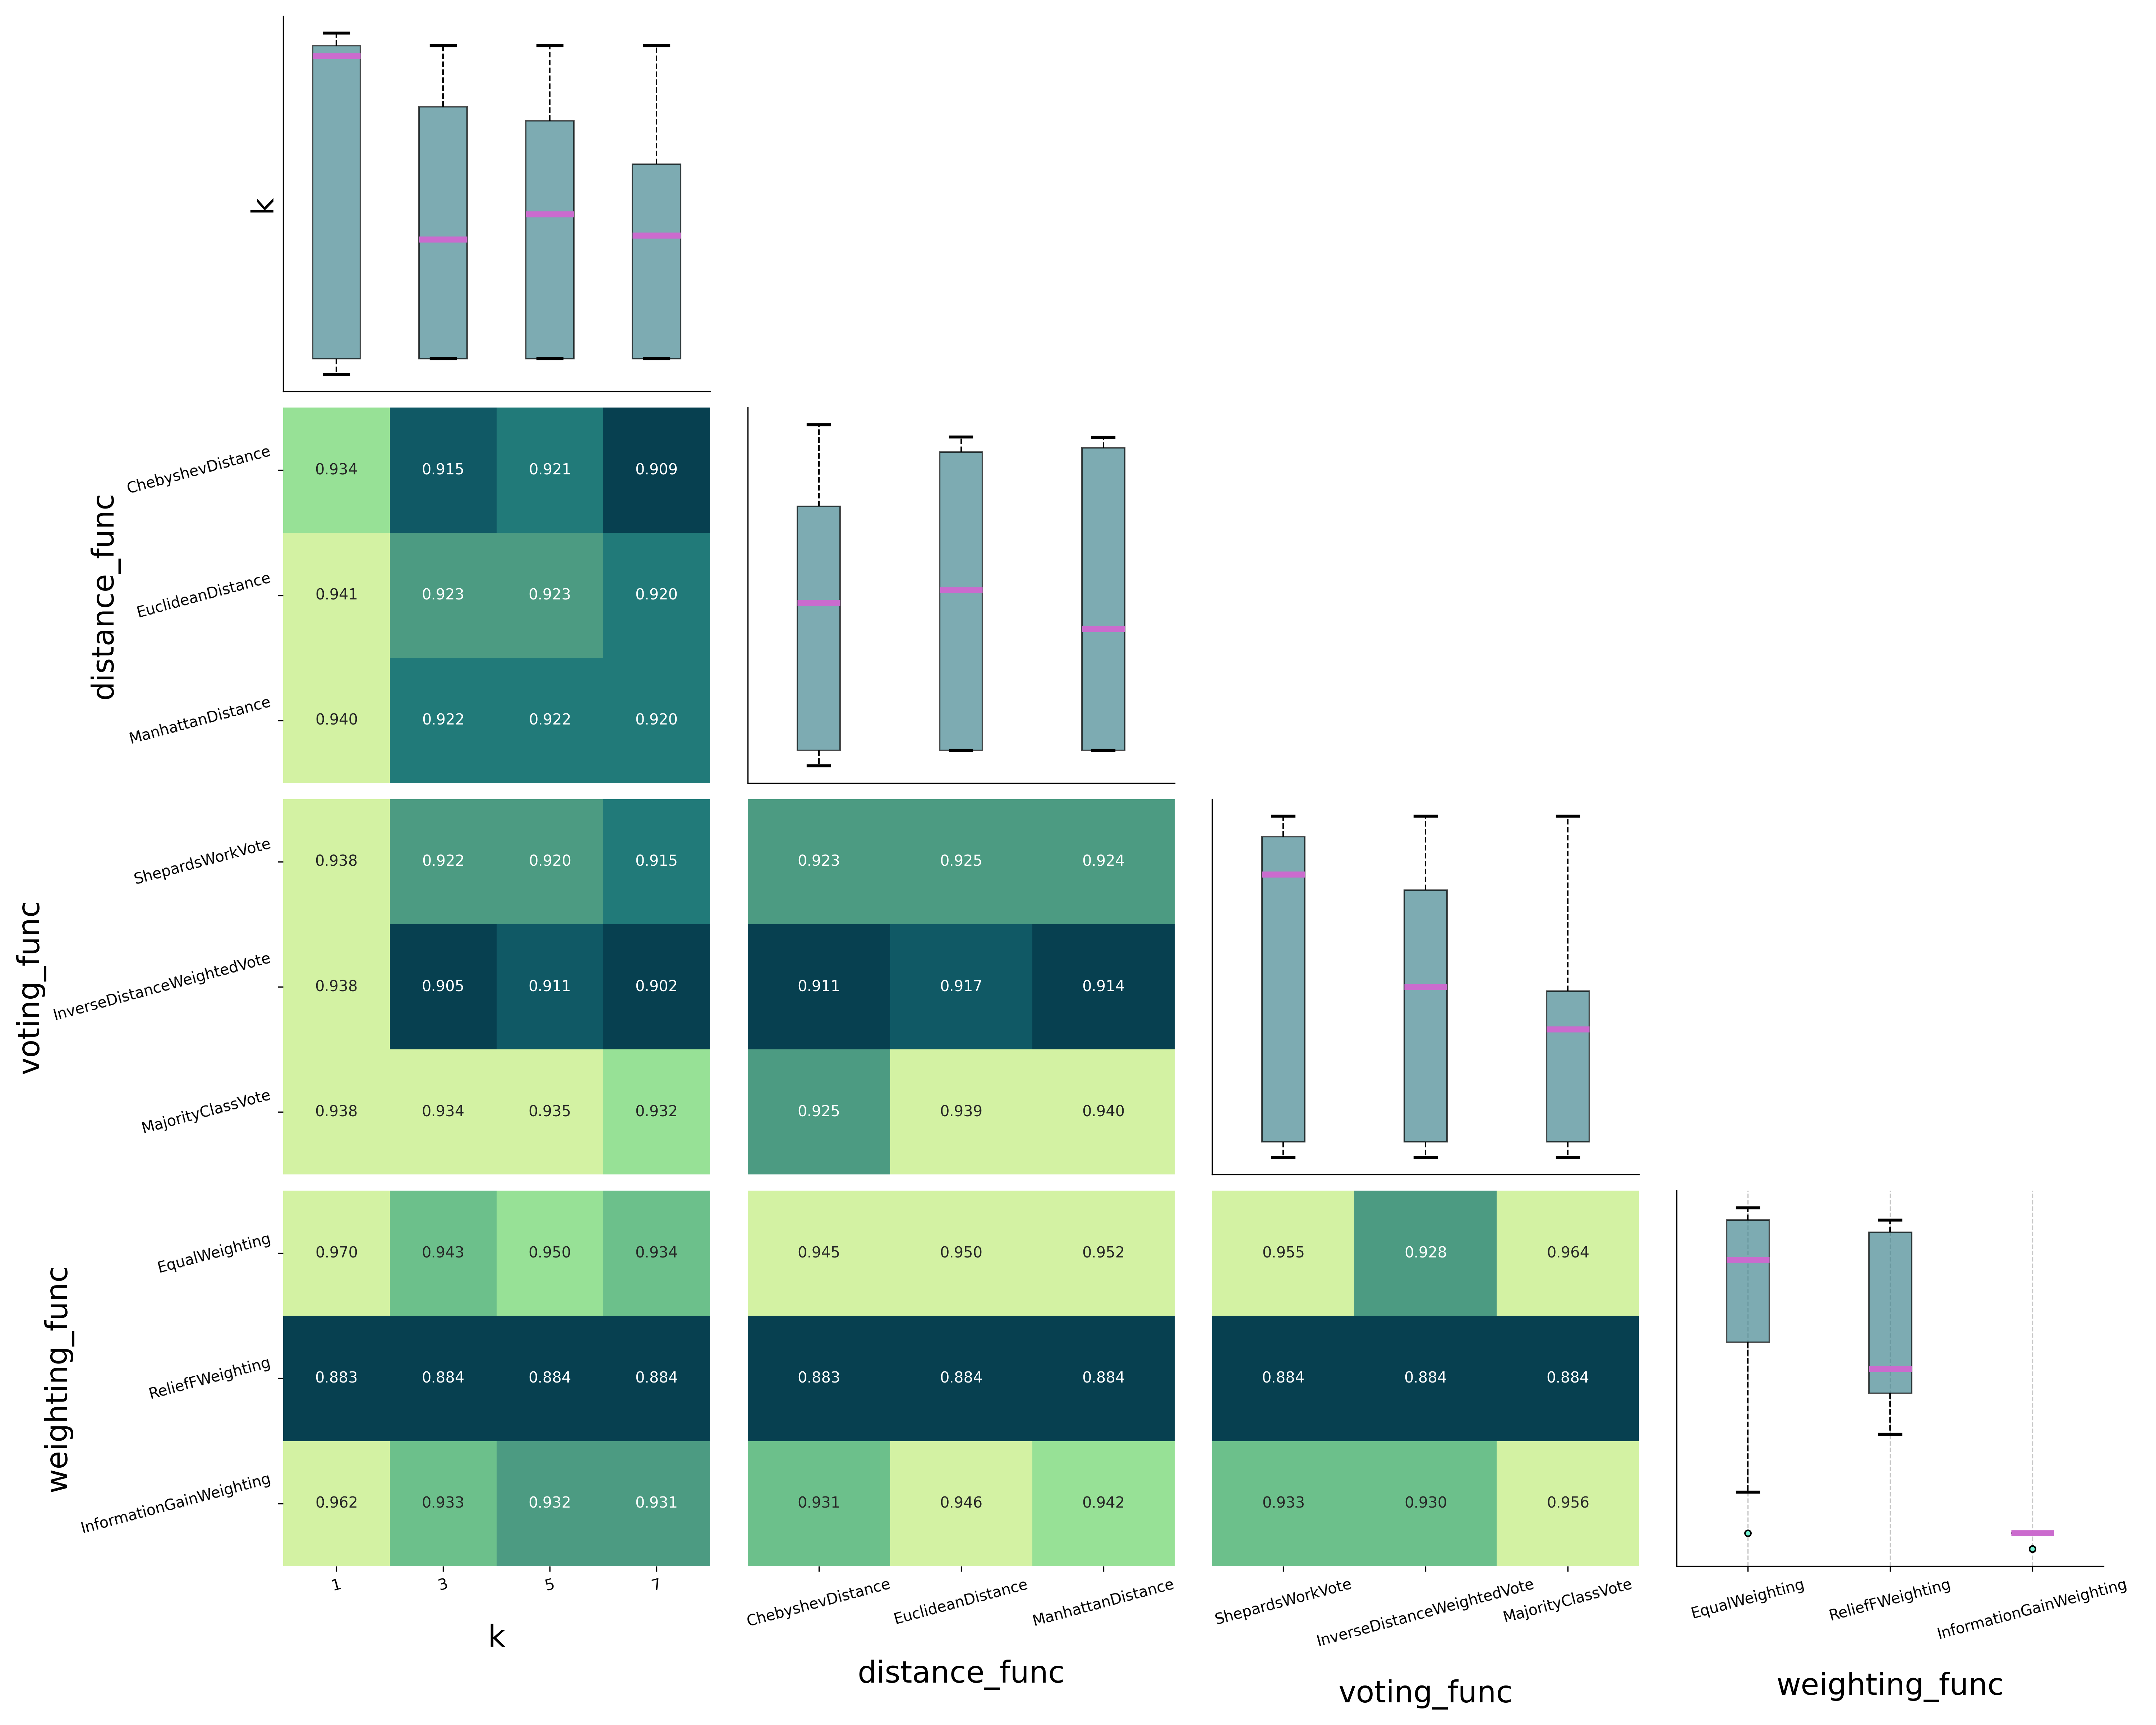 k
ChebyshevDistance 0.934 0.915 0.921 0.909
EuclideanDistance 0.941 0.923 0.923 0.920
ManhattanDistance 0.940 0.922 0.922 0.920
distance_func
ShepardsWorkVote 0.938 0.922 0.920 0.915 0.923 0.925 0.924
InverseDistanceWeightedVote 0.938 0.905 0.911 0.902 0.911 0.917 0.914
MajorityClassVote 0.938 0.934 0.935 0.932 0.925 0.939 0.940
voting_func
EqualWeighting 0.970 0.943 0.950 0.934 0.945 0.950 0.952 0.955 0.928 0.964
ReliefFWeighting 0.883 0.884 0.884 0.884 0.883 0.884 0.884 0.884 0.884 0.884
InformationGainWeighting 0.962 0.933 0.932 0.931 0.931 0.946 0.942 0.933 0.930 0.956
weighting_func
1 3 5 7 ChebyshevDistance EuclideanDistance ManhattanDistance ShepardsWorkVote InverseDistanceWeightedVote MajorityClassVote EqualWeighting ReliefFWeighting InformationGainWeighting
k
distance_func
voting_func
weighting_func